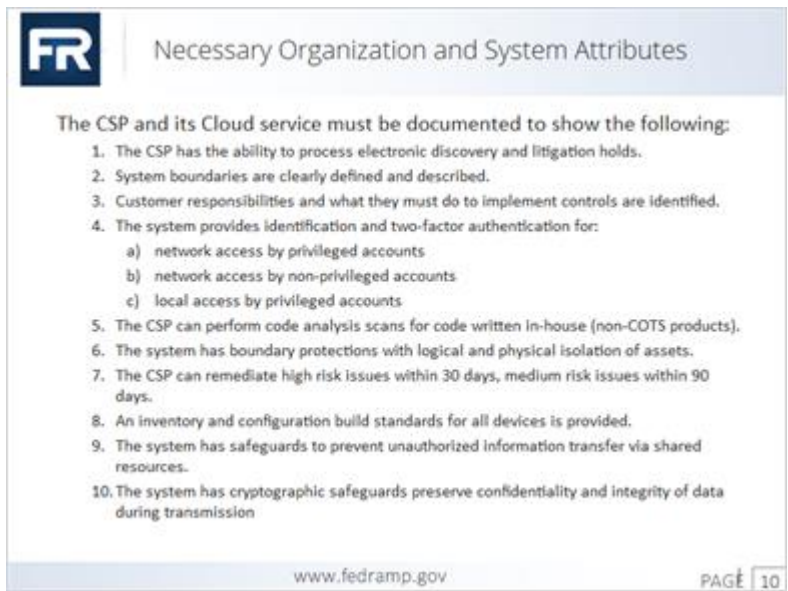 FR
Necessary Organization and System Attributes
The CSP and its Cloud service must be documented to show the following:
1. The CSP has the ability to process electronic discovery and litigation holds.
2. System boundaries are clearly defined and described.
3. Customer responsibilities and what they must do to implement controls are identified.
4. The system provides identification and two-factor authentication for:
a) network access by privileged accounts
b) network access by non-privileged accounts
c) local access by privileged accounts
5. The CSP can perform code analysis scans for code written in-house (non-COTS products).
6. The system has boundary protections with logical and physical isolation of assets.
7. The CSP can remediate high risk issues within 30 days, medium risk issues within 90
days.
8. An inventory and configuration build standards for all devices is provided.
9. The system has safeguards to prevent unauthorized information transfer via shared
resources.
10. The system has cryptographic safeguards preserve confidentiality and integrity of data
during transmission
www.fedramp.gov
PAGE 10